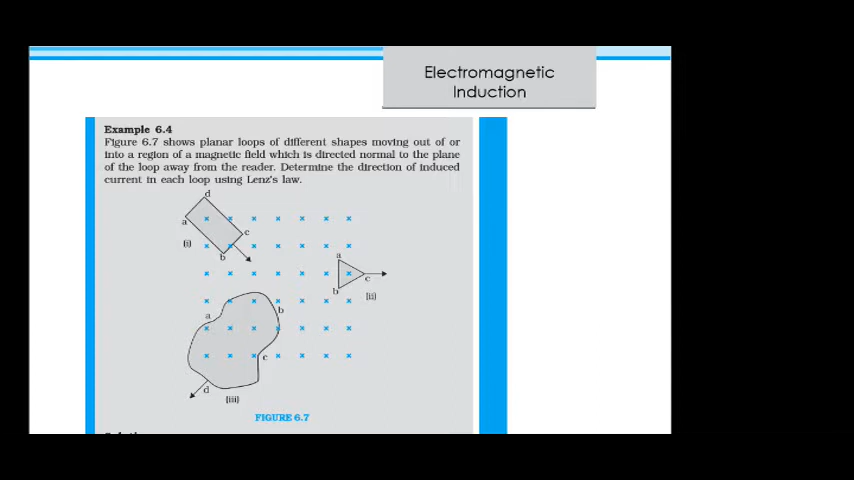 Electromagnetic
Induction
Example 6.4
Figure 6.7 shows planar loops of different shapes moving out of or
into a region of a magnetic field which is directed normal to the plane
of the loop away from the reader. Determine the direction of induced
current in each loop using Lenz's law.
d
a
c
(i)
b
a
c
b
(ii)
a
b
c
d
(iii)
FIGURE 6.7